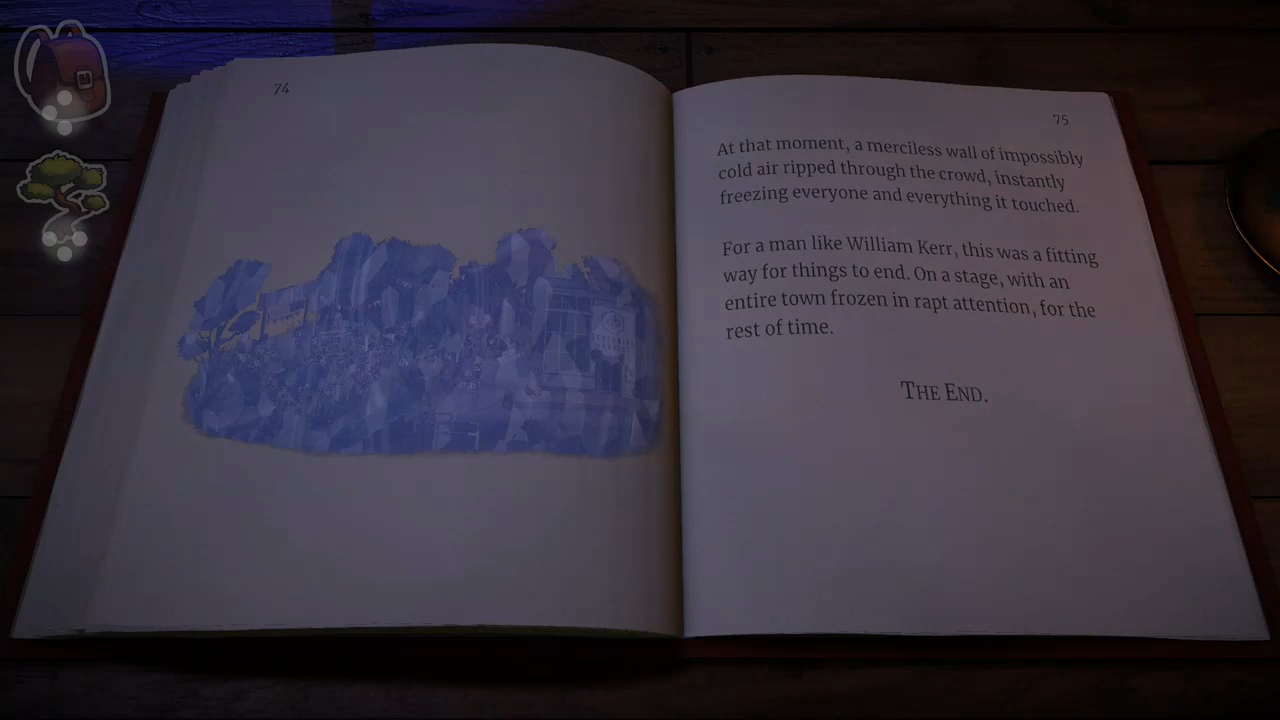 74
75
At that moment, a merciless wall of impossibly
cold air ripped through the crowd, instantly
freezing everyone and everything it touched.
For a man like William Kerr, this was a fitting
way for things to end. On a stage, with an
entire town frozen in rapt attention, for the
rest of time.
THE END.